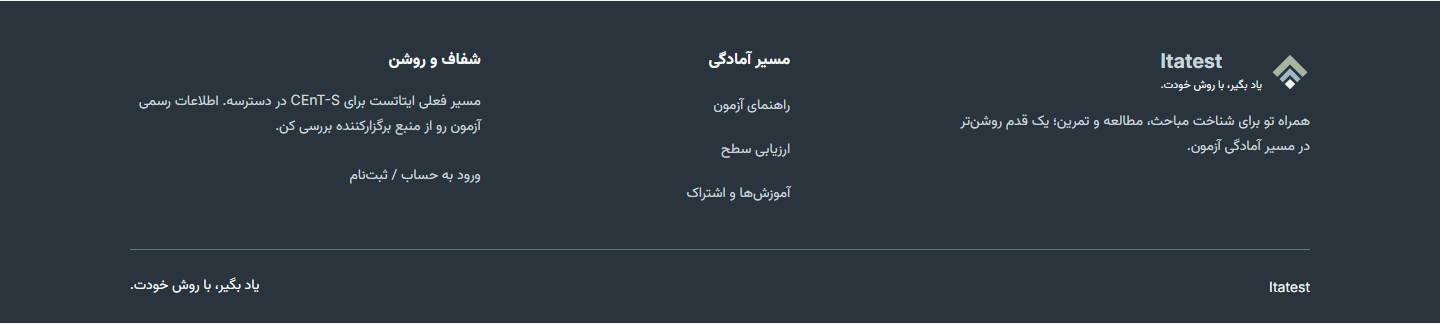 Itatest
یاد بگیر، با روش خودت.
همراه تو برای شناخت مباحث، مطالعه و تمرین؛ یک قدم روشن‌تر
در مسیر آمادگی آزمون.
مسیر آمادگی
راهنمای آزمون
ارزیابی سطح
آموزش‌ها و اشتراک
شفاف و روشن
مسیر فعلی ایتاتست برای CEnT-S در دسترسه. اطلاعات رسمی
آزمون رو از منبع برگزارکننده بررسی کن.
ورود به حساب / ثبت‌نام
Itatest
یاد بگیر، با روش خودت.